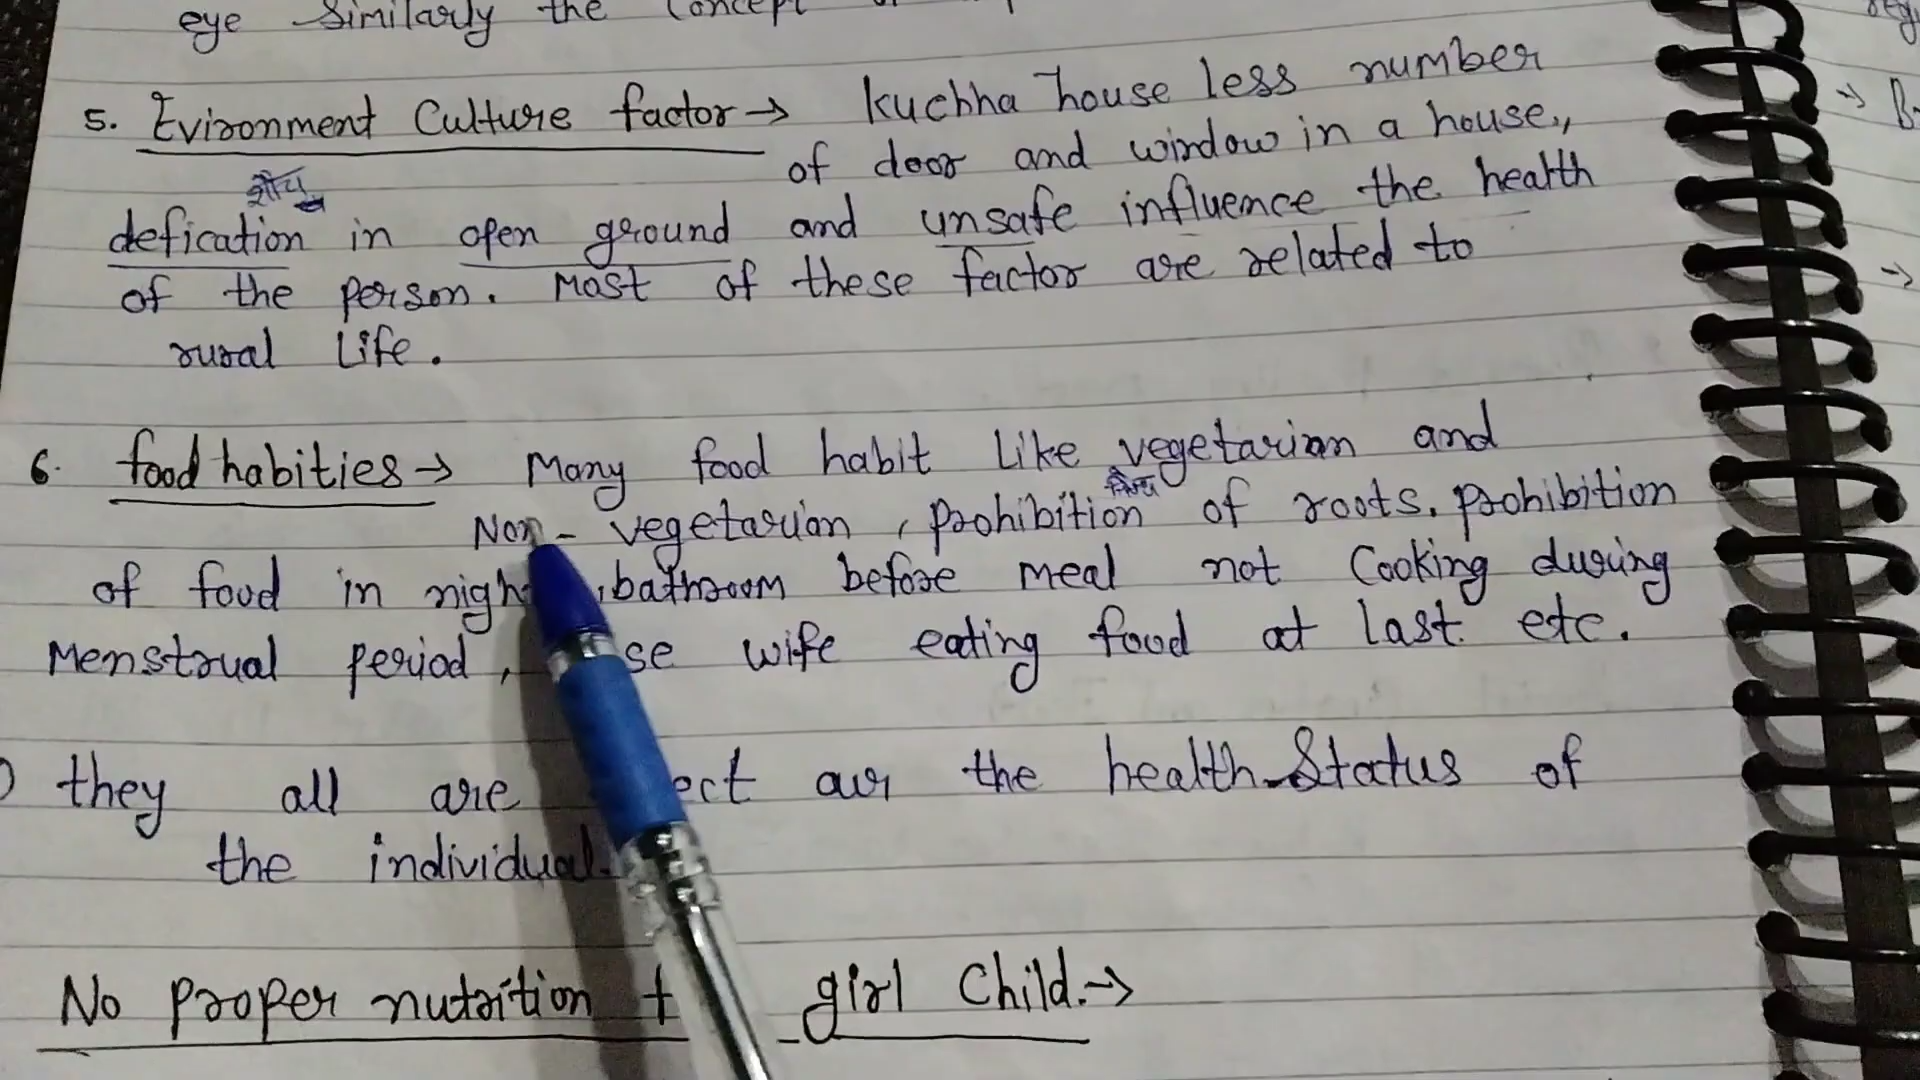 eye Similarly the Concept
5. Evironment Culture factor → kuchha house less number
of door and window in a house,,
शौच
defication in open ground and unsafe influence the health
of the person. Most of these factor are related to
rural Life.
6. food habities → Many food habit like vegetarian and
Non- vegetarian, prohibition of roots. prohibition
of food in nigh , bathroom before meal not Cooking during
Menstrual period, se wife eating food at last etc.
they all are ect our the health Status of
the individual.
No proper nutrition t girl Child.→